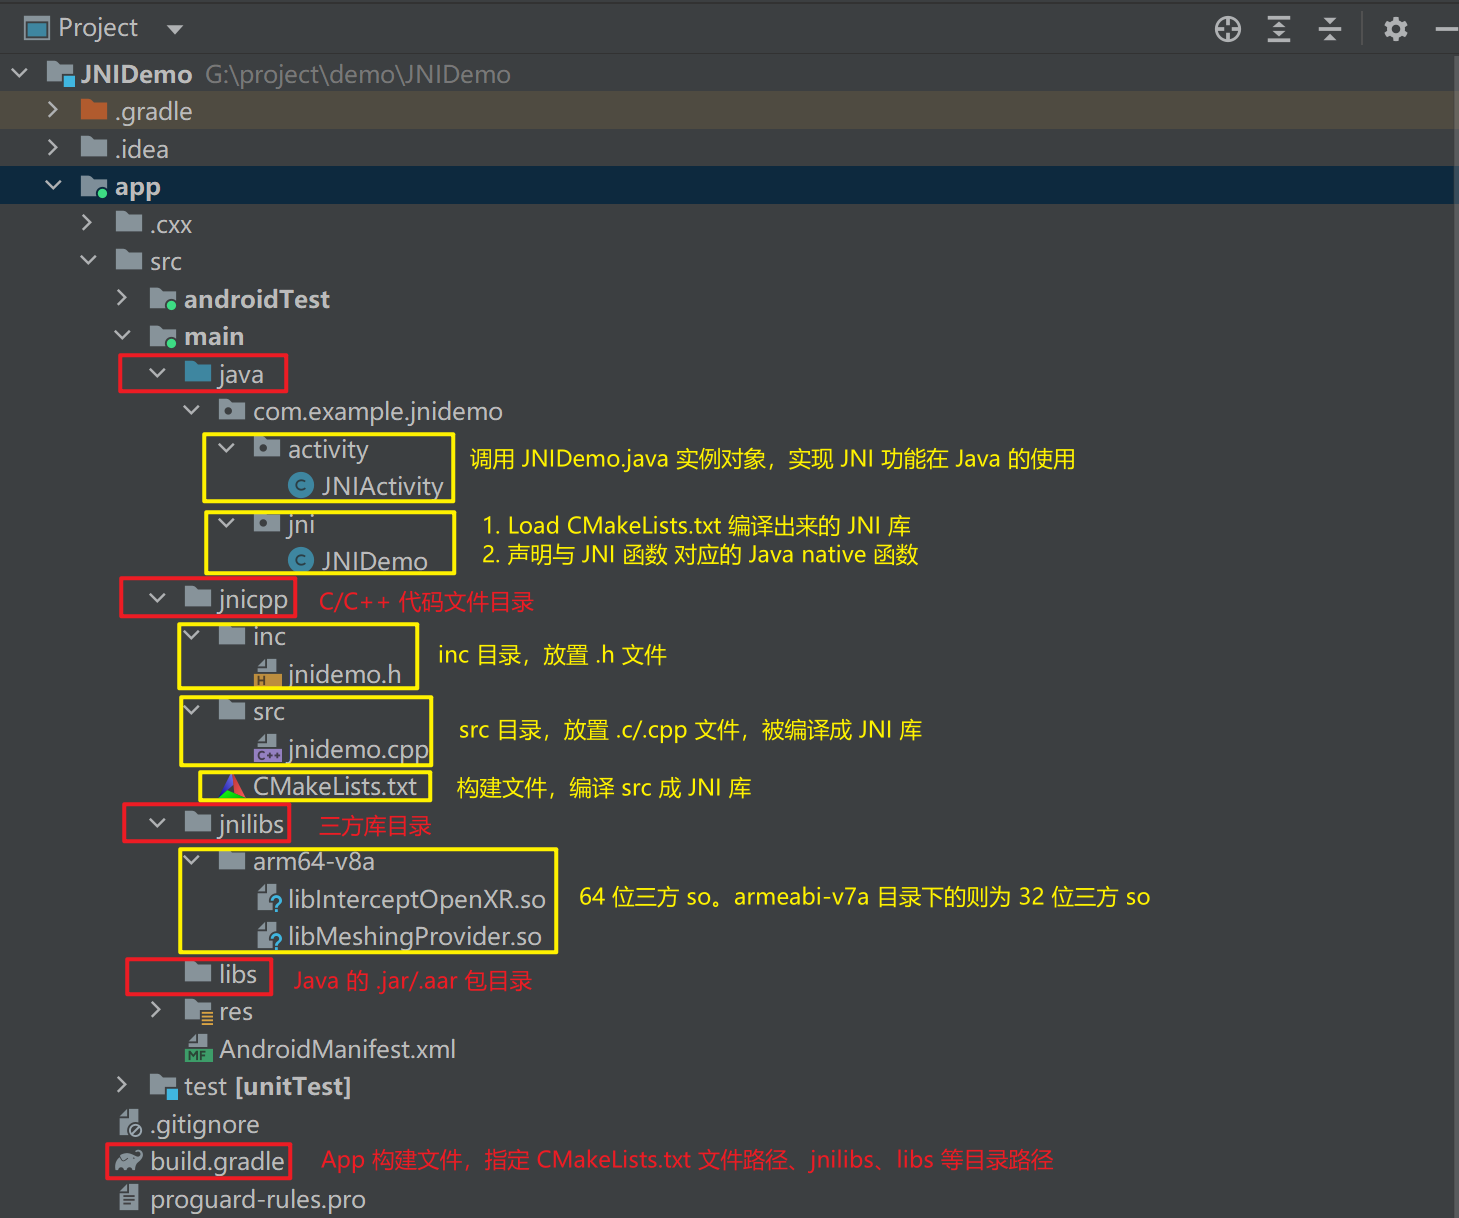 Project
JNIDemo G:\project\demo\JNIDemo
.gradle
.idea
app
.cxx
src
androidTest
main
java
com.example.jnidemo
activity
JNIActivity
调用 JNIDemo.java 实例对象，实现 JNI 功能在 Java 的使用
jni
JNIDemo
1. Load CMakeLists.txt 编译出来的 JNI 库
2. 声明与 JNI 函数 对应的 Java native 函数
jnicpp C/C++ 代码文件目录
inc
jnidemo.h
inc 目录，放置 .h 文件
src
jnidemo.cpp
src 目录，放置 .c/.cpp 文件，被编译成 JNI 库
CMakeLists.txt 构建文件，编译 src 成 JNI 库
jnilibs 三方库目录
arm64-v8a
libInterceptOpenXR.so
libMeshingProvider.so
64 位三方 so。armeabi-v7a 目录下的则为 32 位三方 so
libs Java 的 .jar/.aar 包目录
res
AndroidManifest.xml
test [unitTest]
.gitignore
build.gradle App 构建文件，指定 CMakeLists.txt 文件路径、jnilibs、libs 等目录路径
proguard-rules.pro